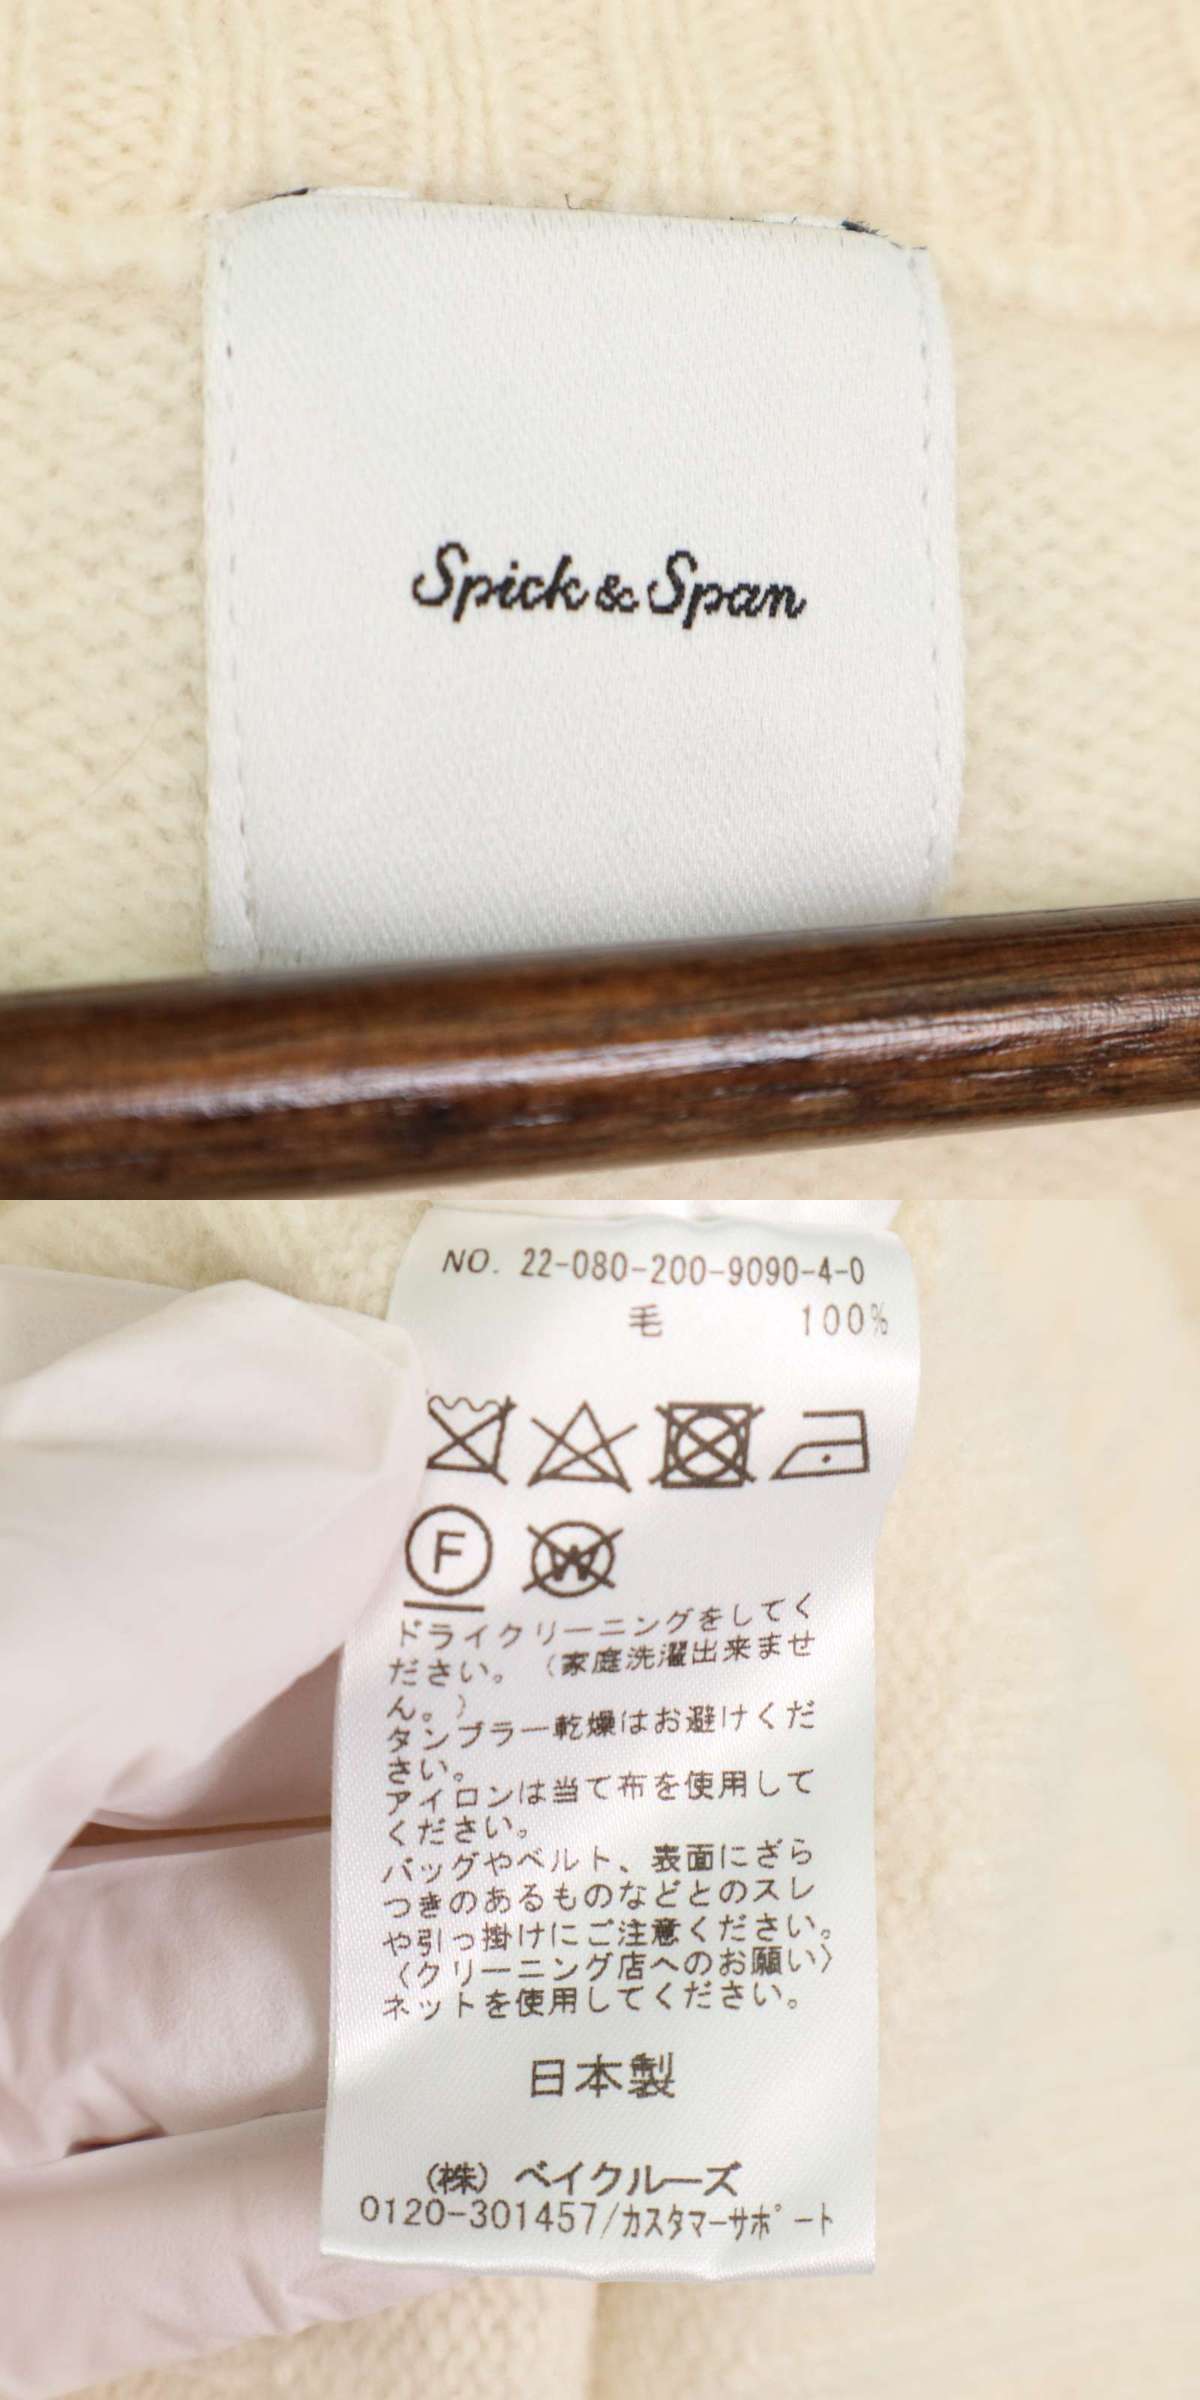 Spick & Span
NO. 22-080-200-9090-4-0
毛 100%
F
W
ドライクリーニングをしてく
ださい。（家庭洗濯出来ませ
ん。）
タンブラー乾燥はお避けくだ
さい。
アイロンは当て布を使用して
ください。
バッグやベルト、表面にざら
つきのあるものなどとのスレ
や引っ掛けにご注意ください。
〈クリーニング店へのお願い〉
ネットを使用してください。
日本製
(株) ベイクルーズ
0120-301457/カスタマーサポート